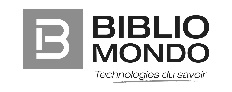 B
BIBLIO
MONDO
Technologies du savoir